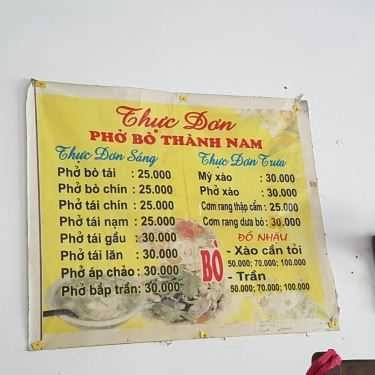 Thực Đơn
PHỞ BÒ THÀNH NAM
Thực Đơn Sáng
Phở bò tái : 25.000
Phở bò chín : 25.000
Phở tái chín : 25.000
Phở tái nạm : 25.000
Phở tái gầu : 30.000
Phở tái lăn : 30.000
Phở áp chảo : 30.000
Phở bắp trần: 30.000
Thực Đơn Trưa
Mỳ xào : 30.000
Phở xào : 30.000
Cơm rang thập cẩm : 25.000
Cơm rang dưa bò : 30.000
ĐỒ NHẬU
BÒ
- Xào cần tỏi
50.000; 70.000; 100.000
- Trần
50.000; 70.000; 100.000